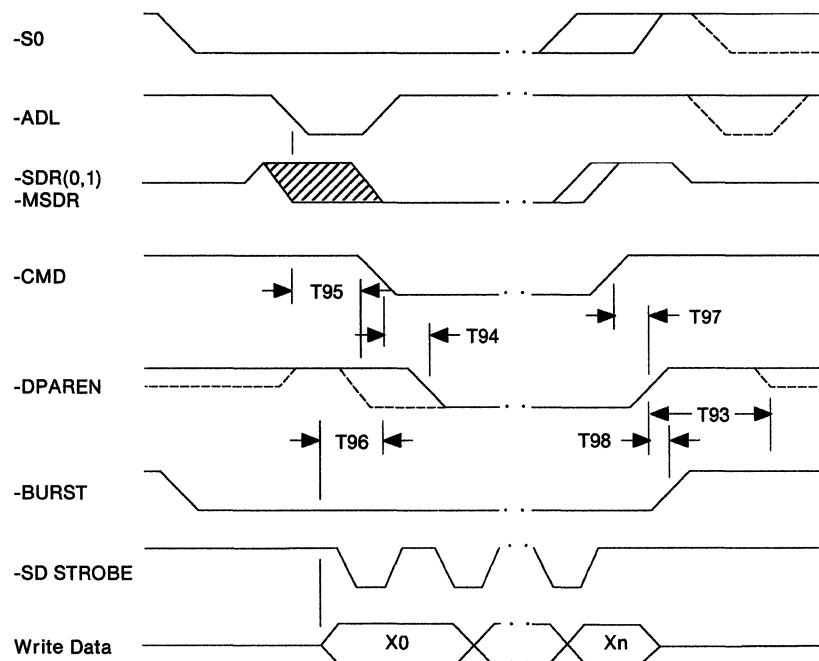 -S0
-ADL
-SDR(0,1)
-MSDR
-CMD
T95
T94
T97
-DPAREN
T93
T96
T98
-BURST
-SD STROBE
Write Data
X0
Xn